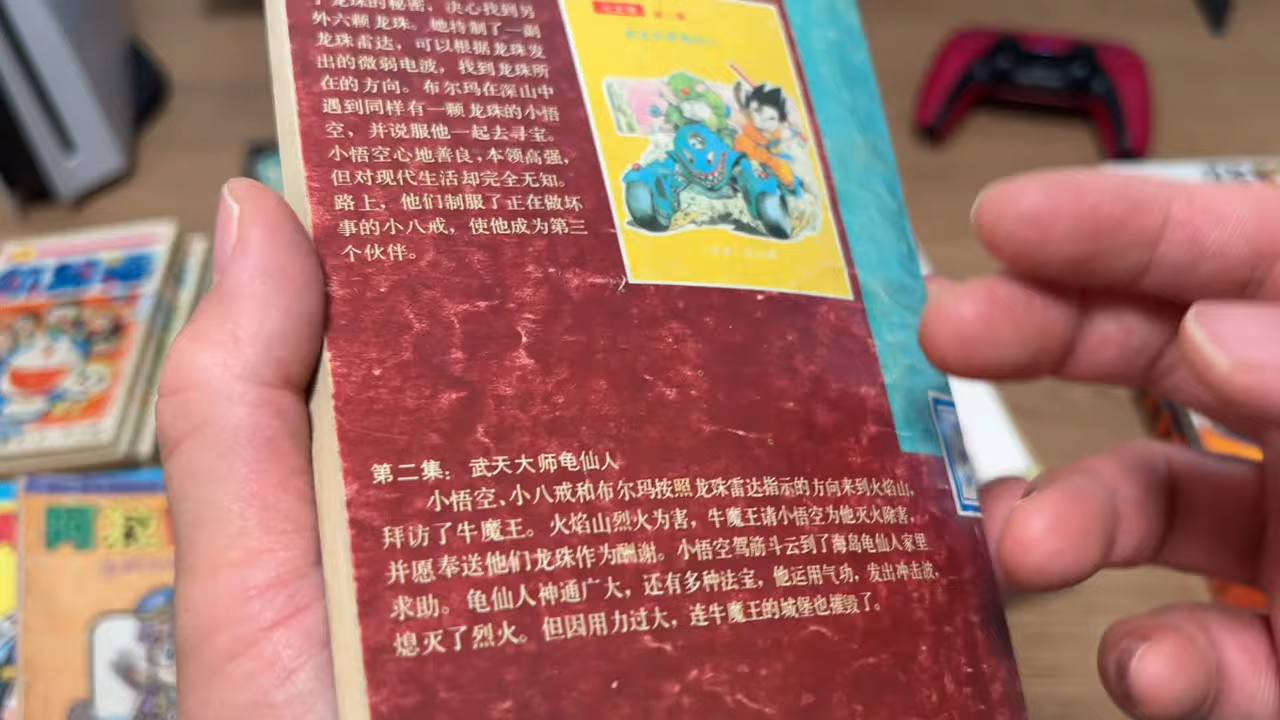 了龙珠的秘密，决心找到另
外六颗龙珠。她特制了一副
龙珠雷达，可以根据龙珠发
出的微弱电波，找到龙珠所
在的方向。布尔玛在深山中
遇到同样有一颗龙珠的小悟
空，并说服他一起去寻宝。
小悟空心地善良，本领高强，
但对现代生活却完全无知。
路上，他们制服了正在做坏
事的小八戒，使他成为第三
个伙伴。
第二集：武天大师龟仙人
小悟空、小八戒和布尔玛按照龙珠雷达指示的方向来到火焰山，
拜访了牛魔王。火焰山烈火为害，牛魔王请小悟空为他灭火除害，
并愿奉送他们龙珠作为酬谢。小悟空驾筋斗云到了海岛龟仙人家里
求助。龟仙人神通广大，还有多种法宝，他运用气功，发出冲击波，
熄灭了烈火。但因用力过大，连牛魔王的城堡也摧毁了。